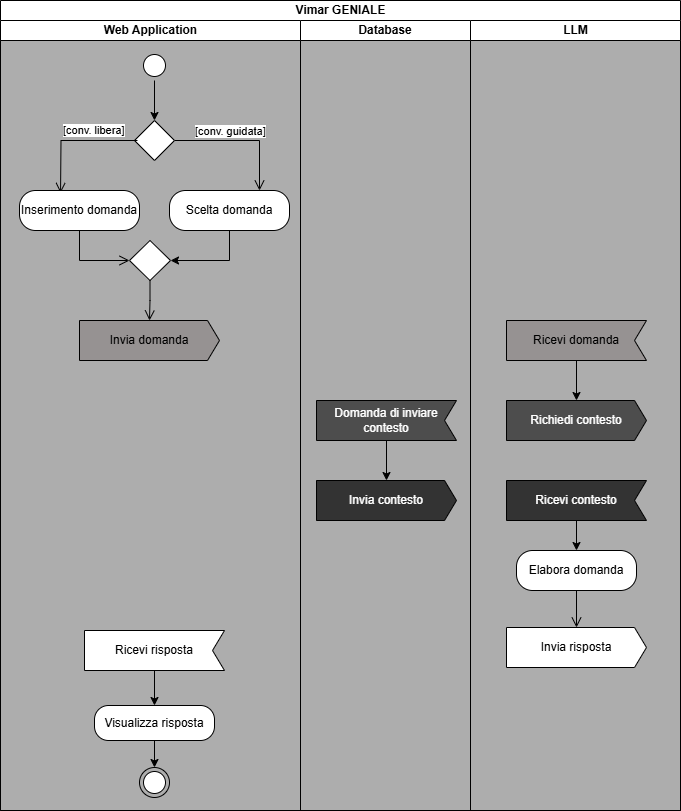 Vimar GENIALE
Web Application
Database
LLM
[conv. libera]
[conv. guidata]
Inserimento domanda
Scelta domanda
Invia domanda
Ricevi domanda
Domanda di inviare
contesto
Richiedi contesto
Invia contesto
Ricevi contesto
Elabora domanda
Invia risposta
Ricevi risposta
Visualizza risposta